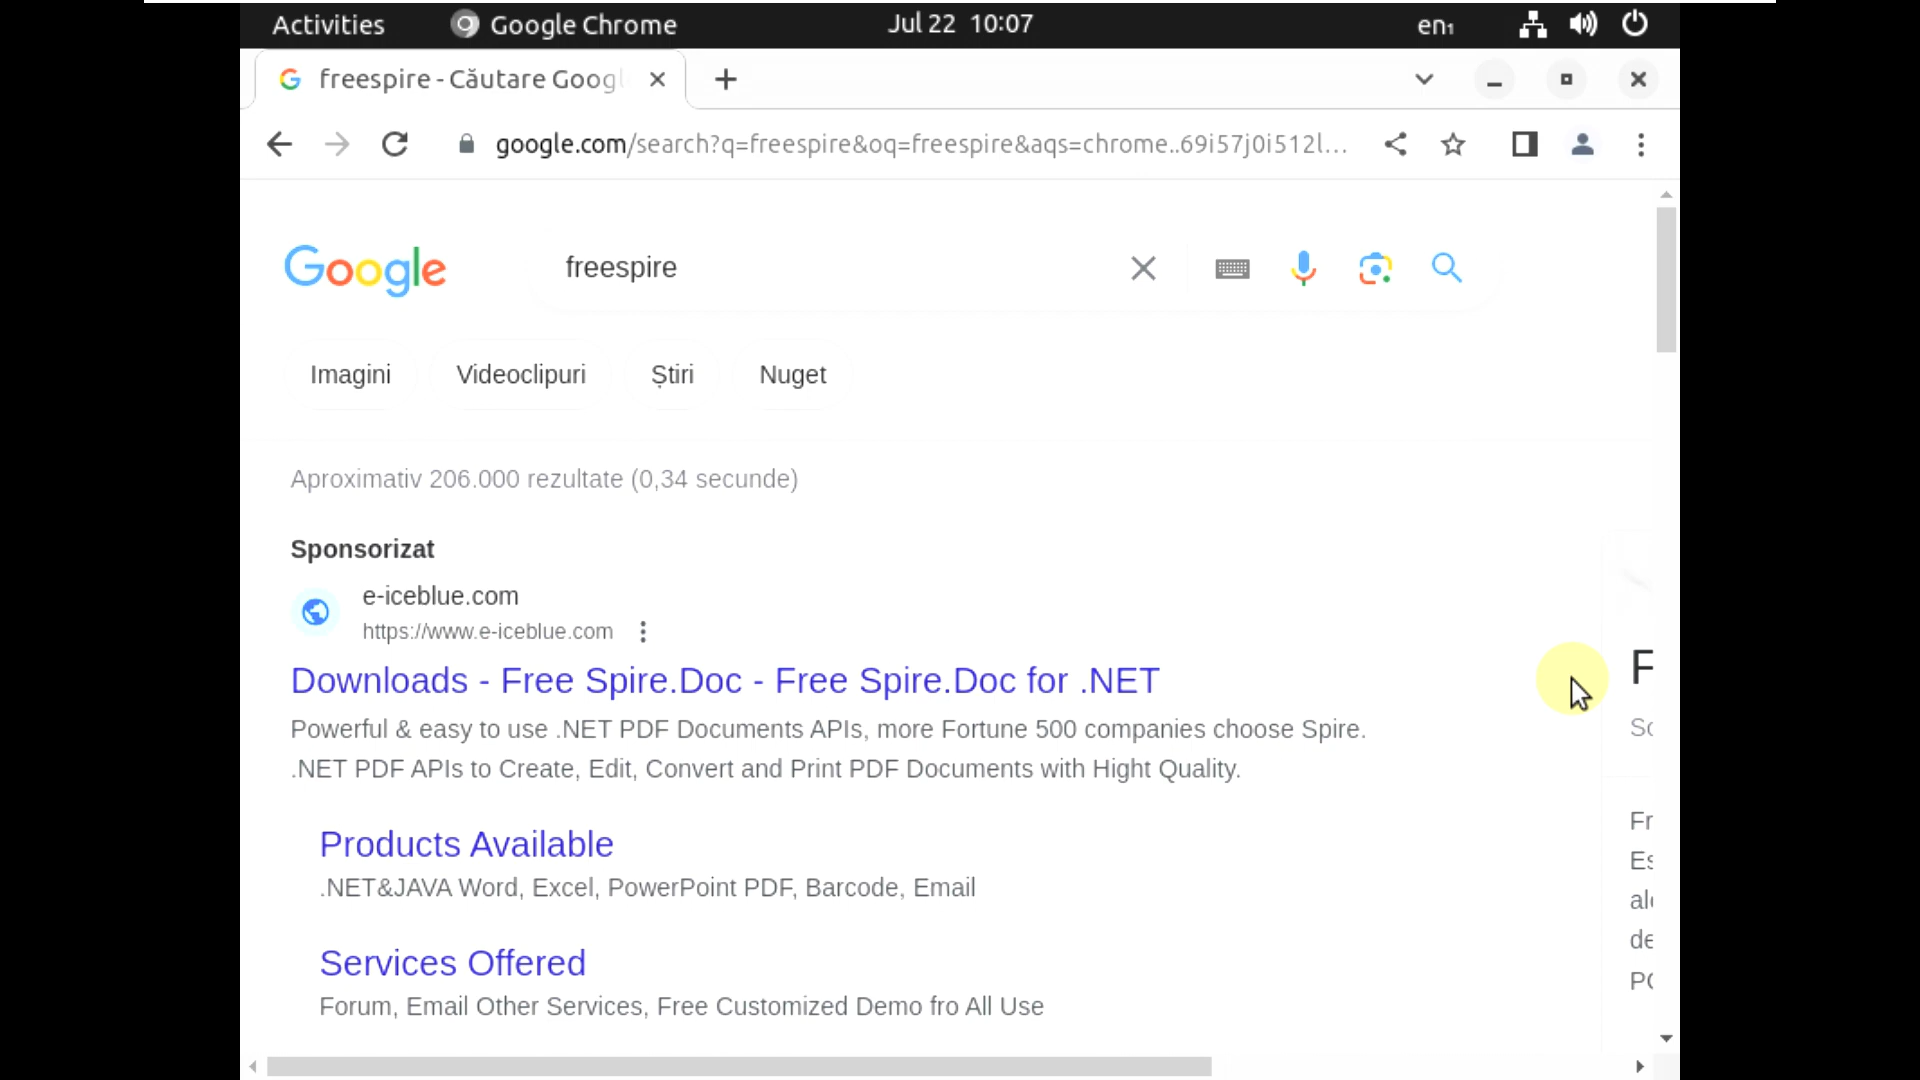 Activities Google Chrome Jul 22 10:07 en₁
freespire - Căutare Googl
google.com/search?q=freespire&oq=freespire&aqs=chrome..69i57j0i512l...
Google freespire
Imagini Videoclipuri Știri Nuget
Aproximativ 206.000 rezultate (0,34 secunde)
Sponsorizat
e-iceblue.com
https://www.e-iceblue.com
Downloads - Free Spire.Doc - Free Spire.Doc for .NET
Powerful & easy to use .NET PDF Documents APIs, more Fortune 500 companies choose Spire.
.NET PDF APIs to Create, Edit, Convert and Print PDF Documents with Hight Quality.
Products Available
.NET&JAVA Word, Excel, PowerPoint PDF, Barcode, Email
Services Offered
Forum, Email Other Services, Free Customized Demo fro All Use
F
Fr